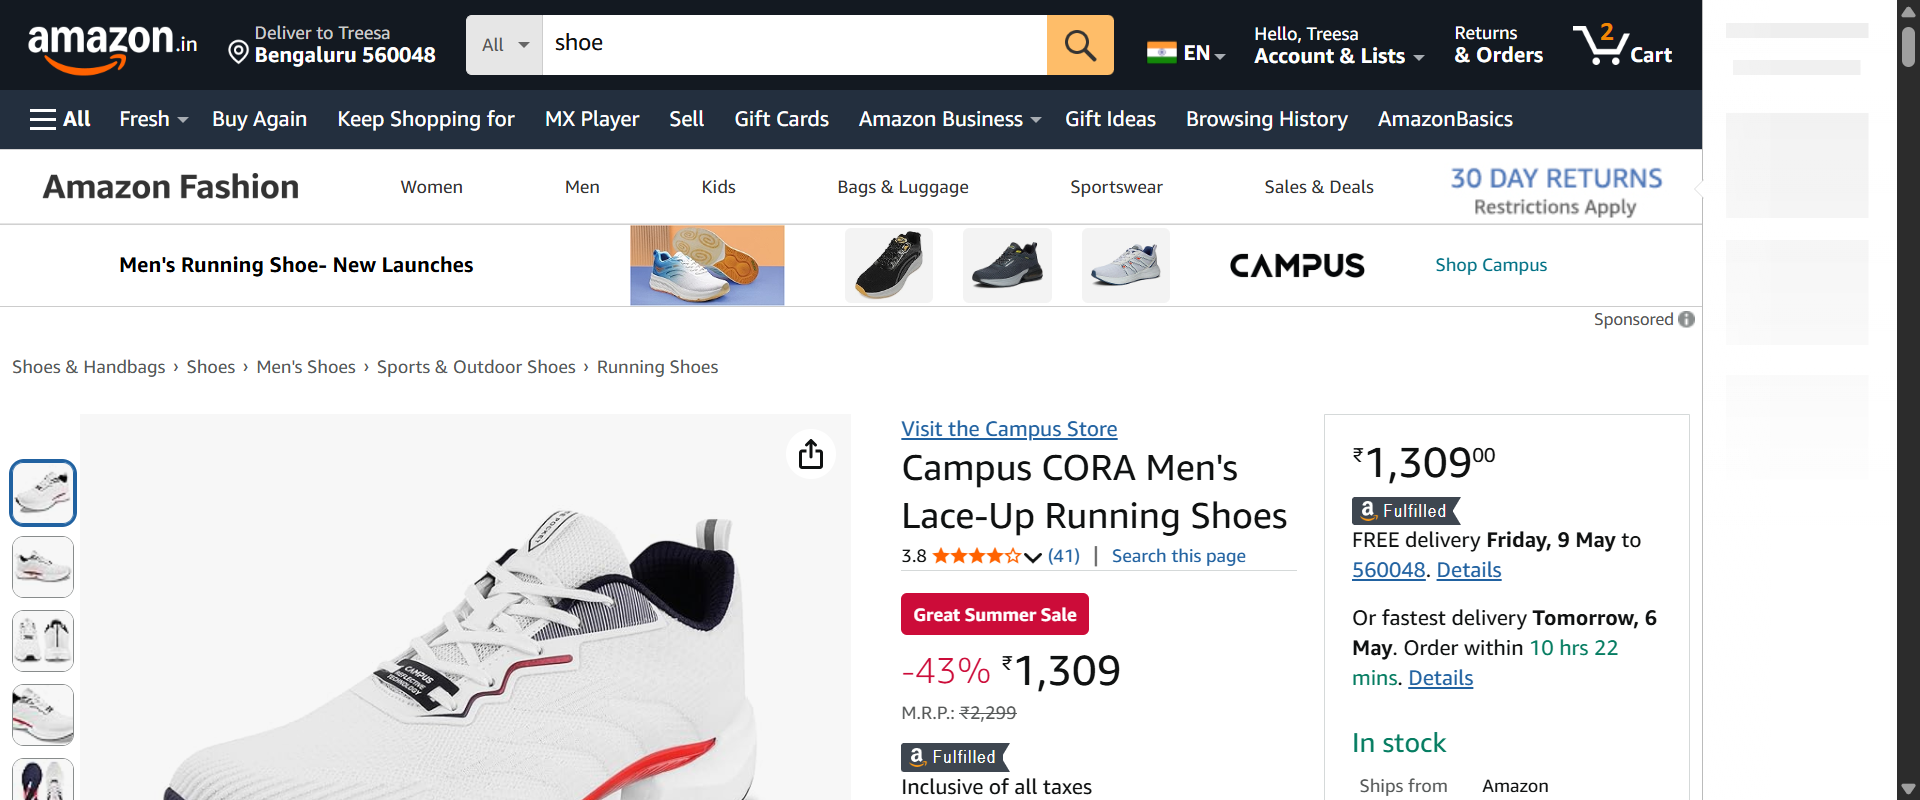 amazon.in
Deliver to Treesa
Bengaluru 560048
All
shoe
EN
Hello, Treesa
Account & Lists
Returns
& Orders
2
Cart
All
Fresh
Buy Again
Keep Shopping for
MX Player
Sell
Gift Cards
Amazon Business
Gift Ideas
Browsing History
AmazonBasics
Amazon Fashion
Women
Men
Kids
Bags & Luggage
Sportswear
Sales & Deals
30 DAY RETURNS
Restrictions Apply
Men's Running Shoe- New Launches
CAMPUS
Shop Campus
Sponsored
Shoes & Handbags › Shoes › Men's Shoes › Sports & Outdoor Shoes › Running Shoes
CAMPUS
REFLECTIVE
TECHNOLOGY
Visit the Campus Store
Campus CORA Men's
Lace-Up Running Shoes
3.8 (41) | Search this page
Great Summer Sale
-43% ₹1,309
M.R.P.: ₹2,299
a Fulfilled
Inclusive of all taxes
₹1,30900
a Fulfilled
FREE delivery Friday, 9 May to
560048. Details
Or fastest delivery Tomorrow, 6
May. Order within 10 hrs 22
mins. Details
In stock
Ships from Amazon